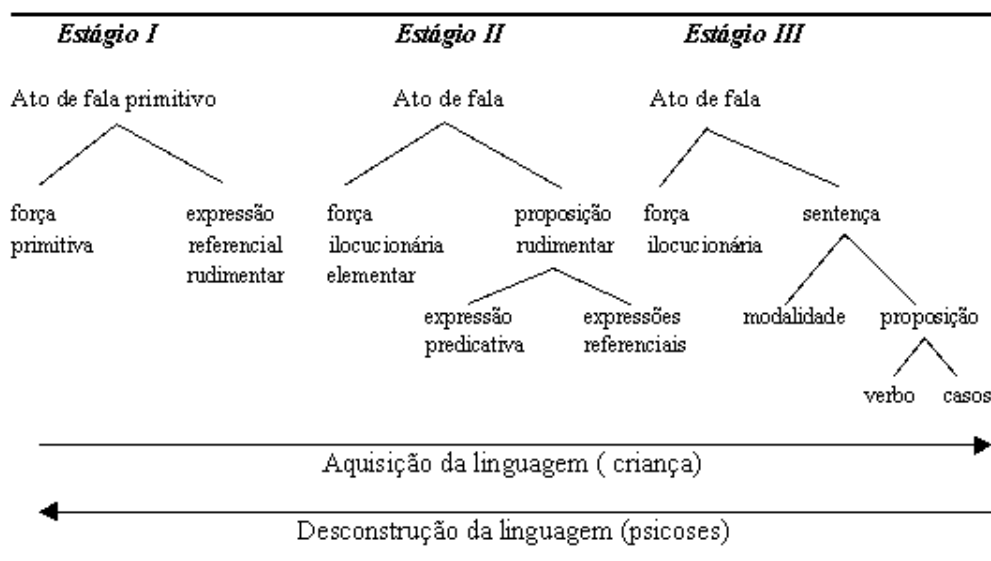 Estágio I Estágio II Estágio III
Ato de fala primitivo Ato de fala Ato de fala
força expressão força proposição força sentença
primitiva referencial ilocucionária rudimentar ilocucionária
rudimentar elementar
expressão expressões modalidade proposição
predicativa referenciais
verbo casos
Aquisição da linguagem ( criança)
Desconstrução da linguagem (psicoses)